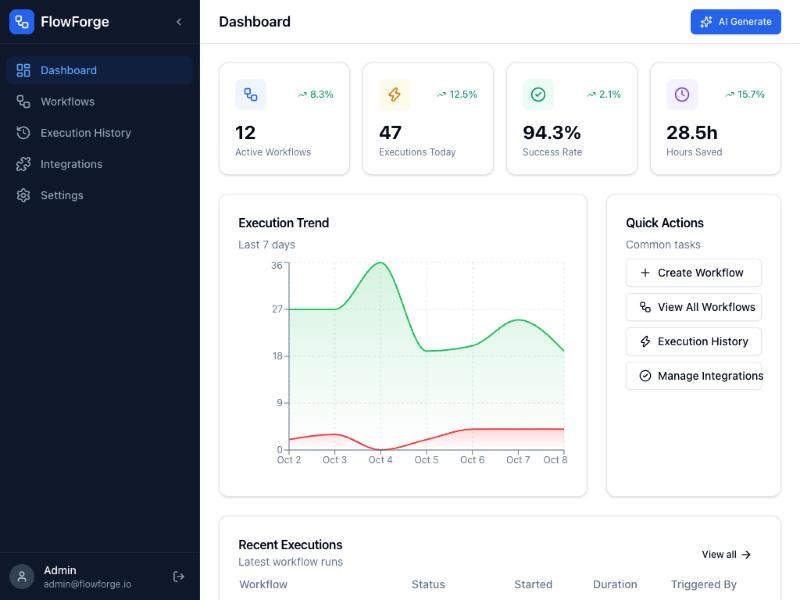 FlowForge
Dashboard
Workflows
Execution History
Integrations
Settings
Admin
admin@flowforge.io
Dashboard
AI Generate
8.3%
12
Active Workflows
12.5%
47
Executions Today
2.1%
94.3%
Success Rate
15.7%
28.5h
Hours Saved
Execution Trend
Last 7 days
36
27
18
9
0
Oct 2 Oct 3 Oct 4 Oct 5 Oct 6 Oct 7 Oct 8
Quick Actions
Common tasks
Create Workflow
View All Workflows
Execution History
Manage Integrations
Recent Executions
Latest workflow runs
View all
Workflow Status Started Duration Triggered By